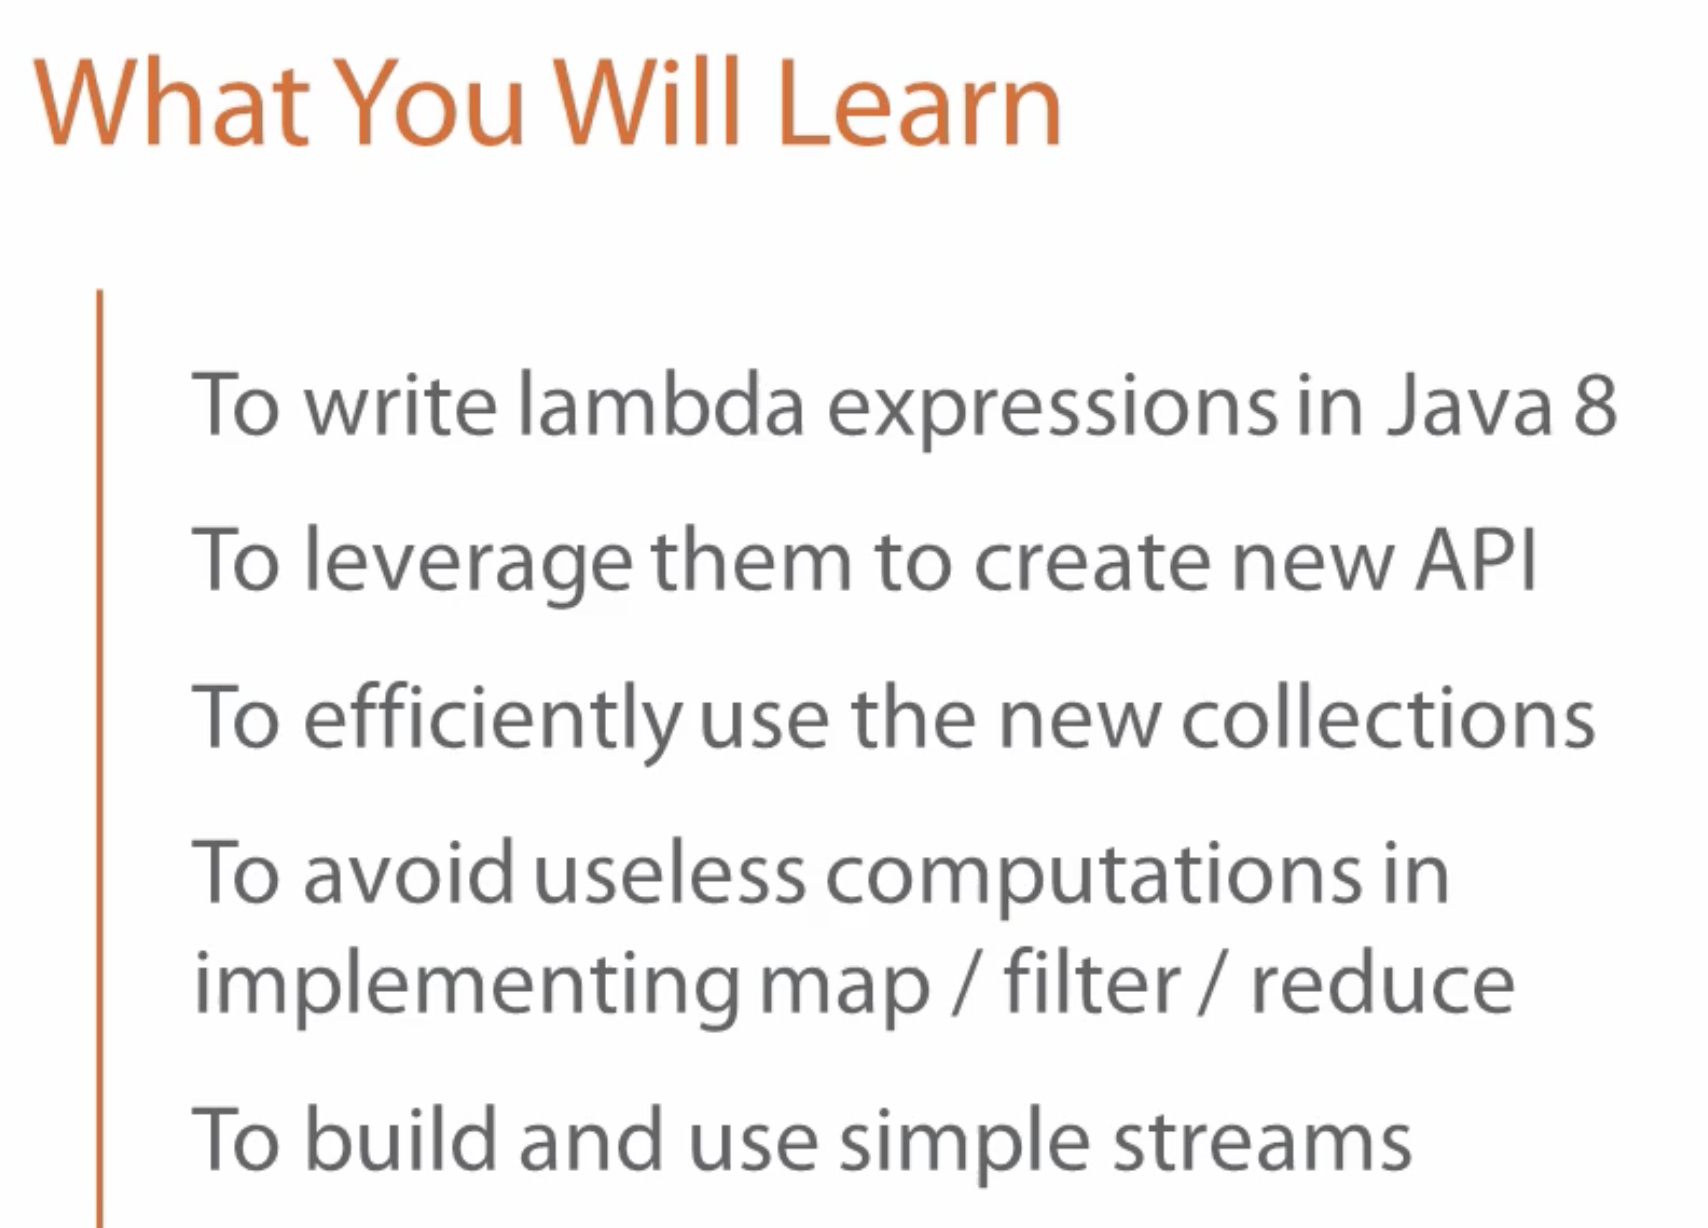 What You Will Learn
To write lambda expressions in Java 8
To leverage them to create new API
To efficiently use the new collections
To avoid useless computations in
implementing map / filter / reduce
To build and use simple streams